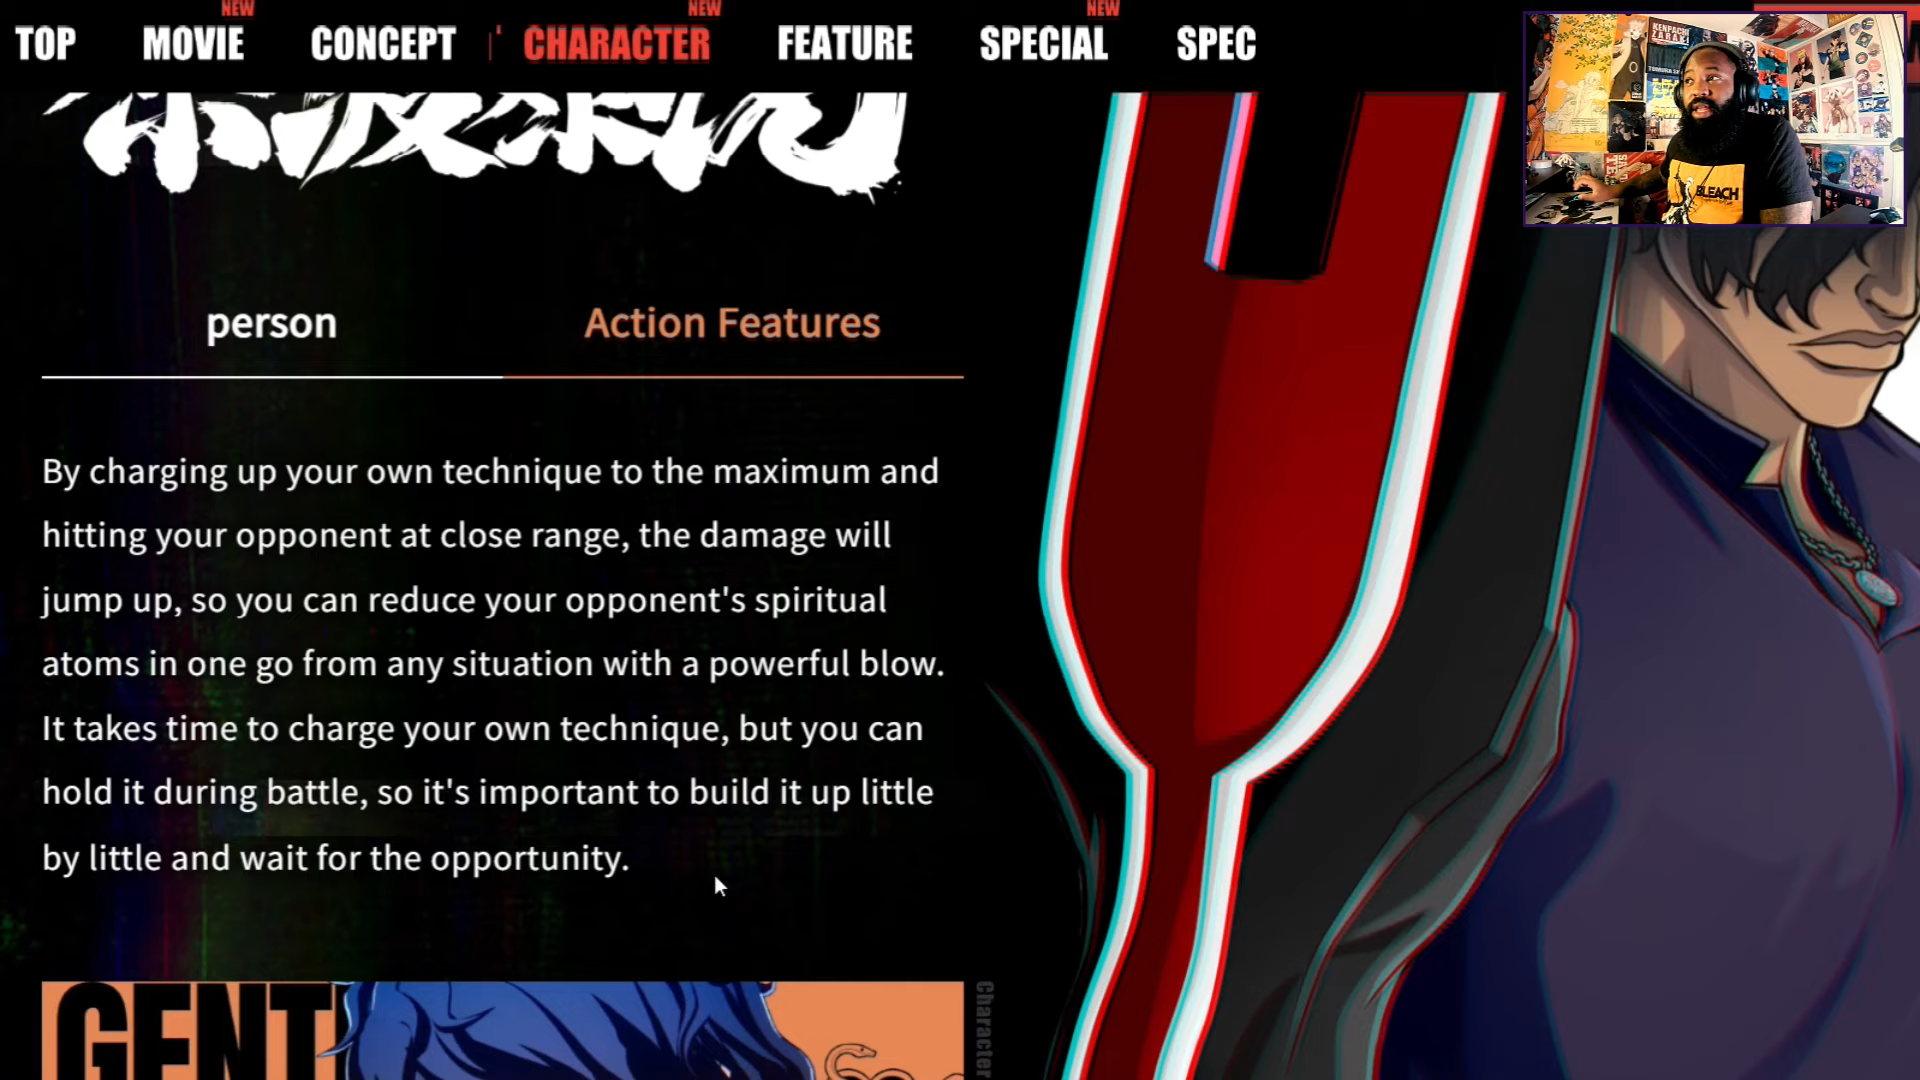 NEW NEW NEW
TOP MOVIE CONCEPT CHARACTER FEATURE SPECIAL SPEC
KENPACHI
BLEACH
person Action Features
By charging up your own technique to the maximum and
hitting your opponent at close range, the damage will
jump up, so you can reduce your opponent's spiritual
atoms in one go from any situation with a powerful blow.
It takes time to charge your own technique, but you can
hold it during battle, so it's important to build it up little
by little and wait for the opportunity.
GENT
Character